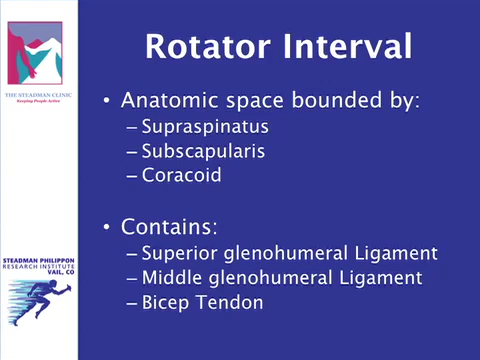 Rotator Interval
THE STEADMAN CLINIC
Keeping People Active
• Anatomic space bounded by:
– Supraspinatus
– Subscapularis
– Coracoid
• Contains:
– Superior glenohumeral Ligament
– Middle glenohumeral Ligament
– Bicep Tendon
STEADMAN PHILIPPON
RESEARCH INSTITUTE
VAIL, CO